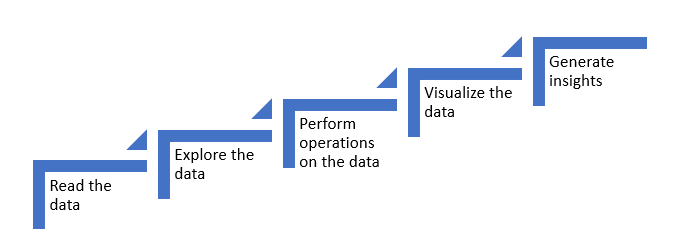 Read the
data
Explore the
data
Perform
operations
on the data
Visualize the
data
Generate
insights